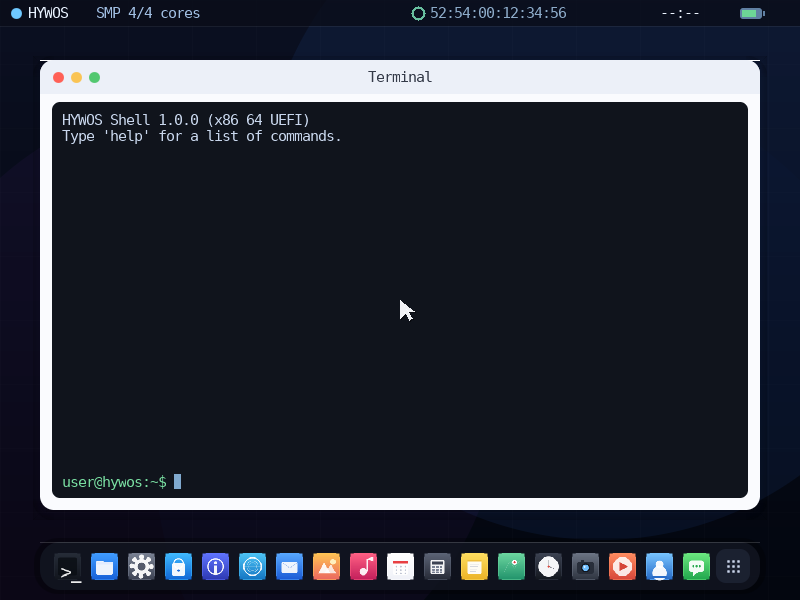 HYWOS SMP 4/4 cores 52:54:00:12:34:56 --:--
Terminal
HYWOS Shell 1.0.0 (x86 64 UEFI)
Type 'help' for a list of commands.
user@hywos:~$
>_